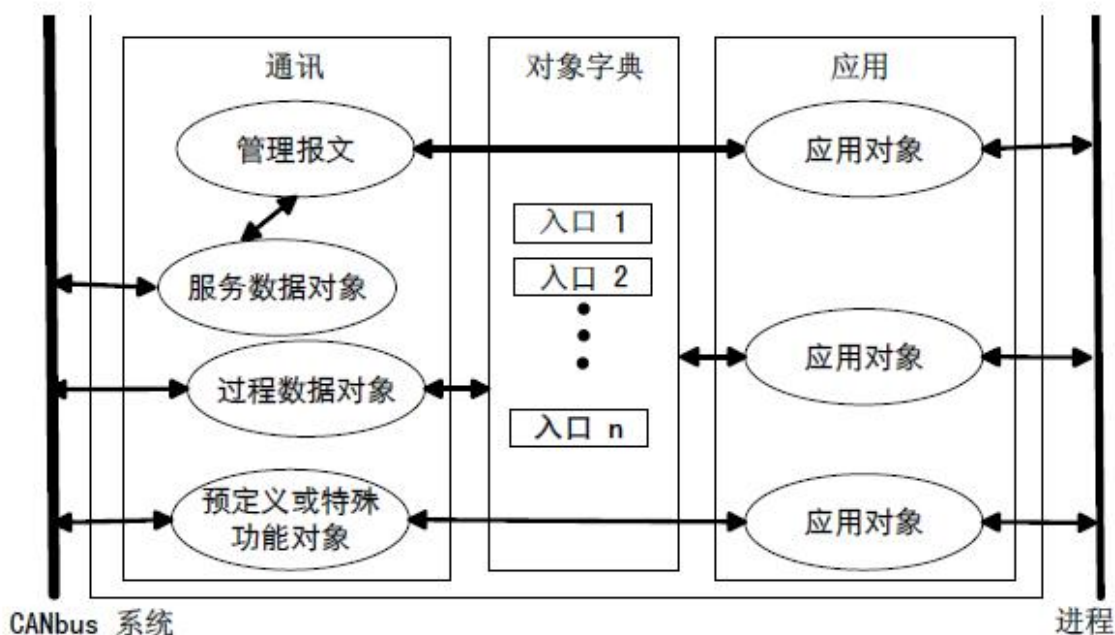 通讯
对象字典
应用
管理报文
应用对象
入口 1
服务数据对象
入口 2
过程数据对象
应用对象
入口 n
预定义或特殊
功能对象
应用对象
CANbus 系统
进程